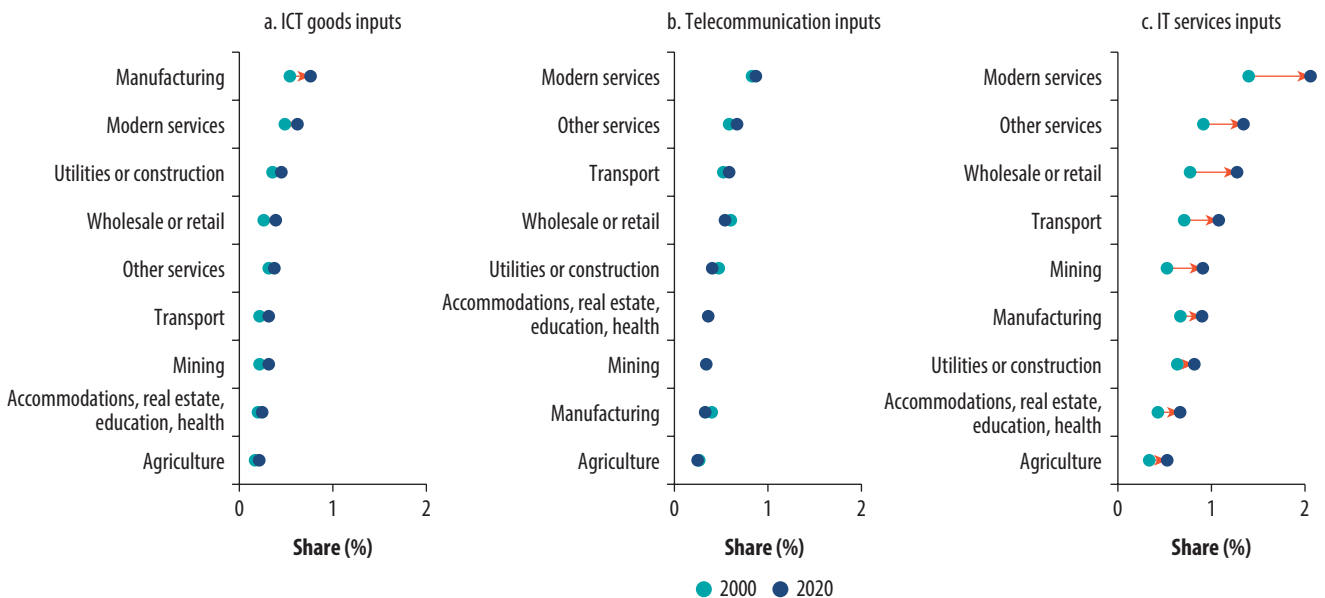 a. ICT goods inputs
Manufacturing
Modern services
Utilities or construction
Wholesale or retail
Other services
Transport
Mining
Accommodations, real estate,
education, health
Agriculture
0 1 2
Share (%)
b. Telecommunication inputs
Modern services
Other services
Transport
Wholesale or retail
Utilities or construction
Accommodations, real estate,
education, health
Mining
Manufacturing
Agriculture
0 1 2
Share (%)
c. IT services inputs
Modern services
Other services
Wholesale or retail
Transport
Mining
Manufacturing
Utilities or construction
Accommodations, real estate,
education, health
Agriculture
0 1 2
Share (%)
2000 2020